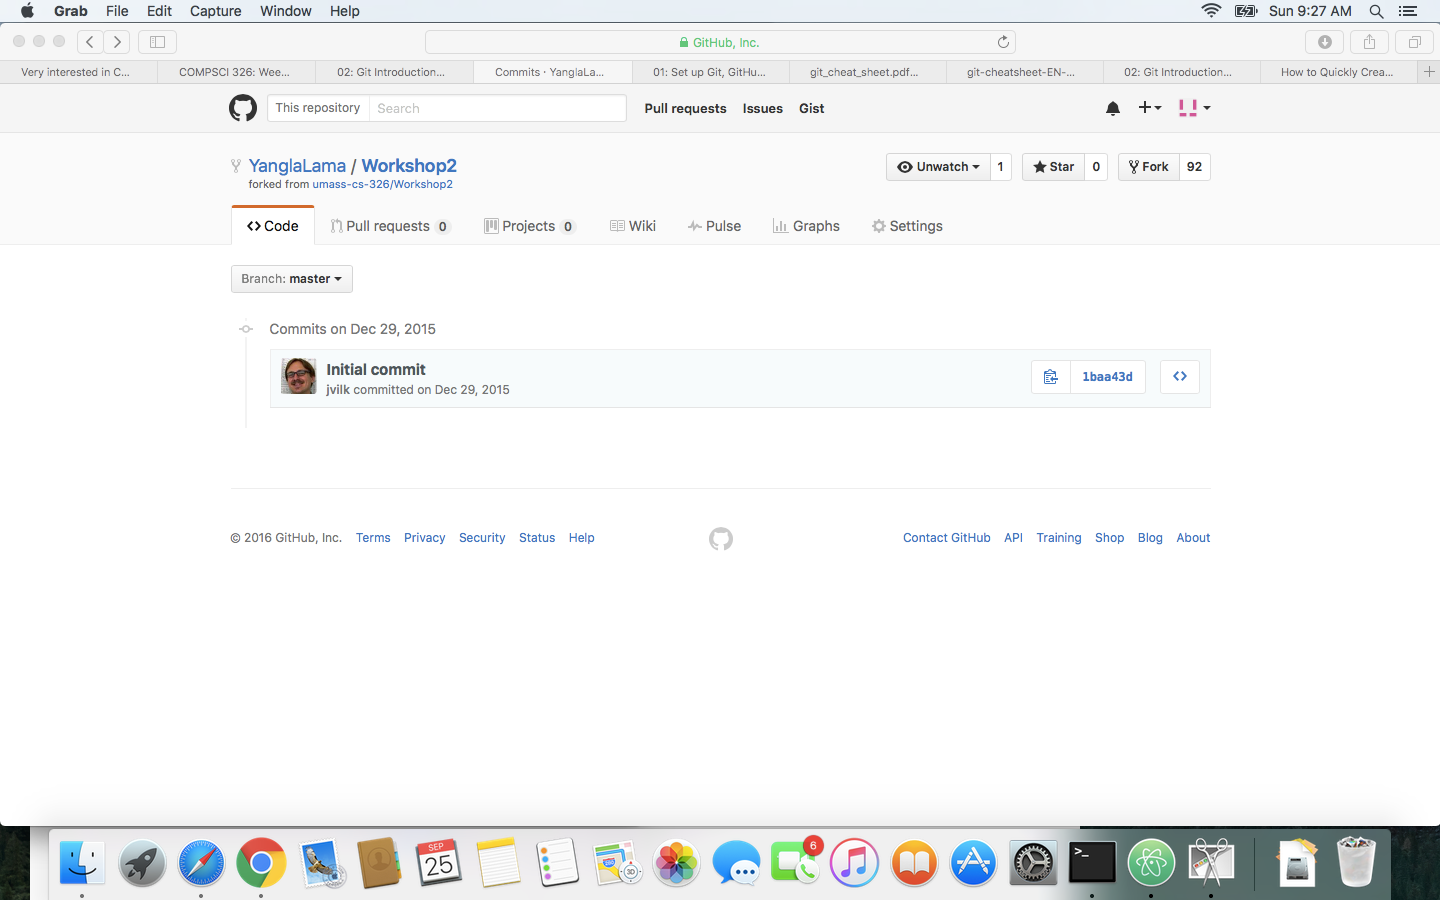 Grab File Edit Capture Window Help Sun 9:27 AM
GitHub, Inc.
Very interested in C... COMPSCI 326: Wee... 02: Git Introduction... Commits · YanglaLa... 01: Set up Git, GitHu... git_cheat_sheet.pdf... git-cheatsheet-EN-... 02: Git Introduction... How to Quickly Crea...
This repository Search Pull requests Issues Gist
YanglaLama / Workshop2 Unwatch 1 Star 0 Fork 92
forked from umass-cs-326/Workshop2
Code Pull requests 0 Projects 0 Wiki Pulse Graphs Settings
Branch: master
Commits on Dec 29, 2015
Initial commit
jvilk committed on Dec 29, 2015
1baa43d
© 2016 GitHub, Inc. Terms Privacy Security Status Help Contact GitHub API Training Shop Blog About
SEP
25
3D
6
>_